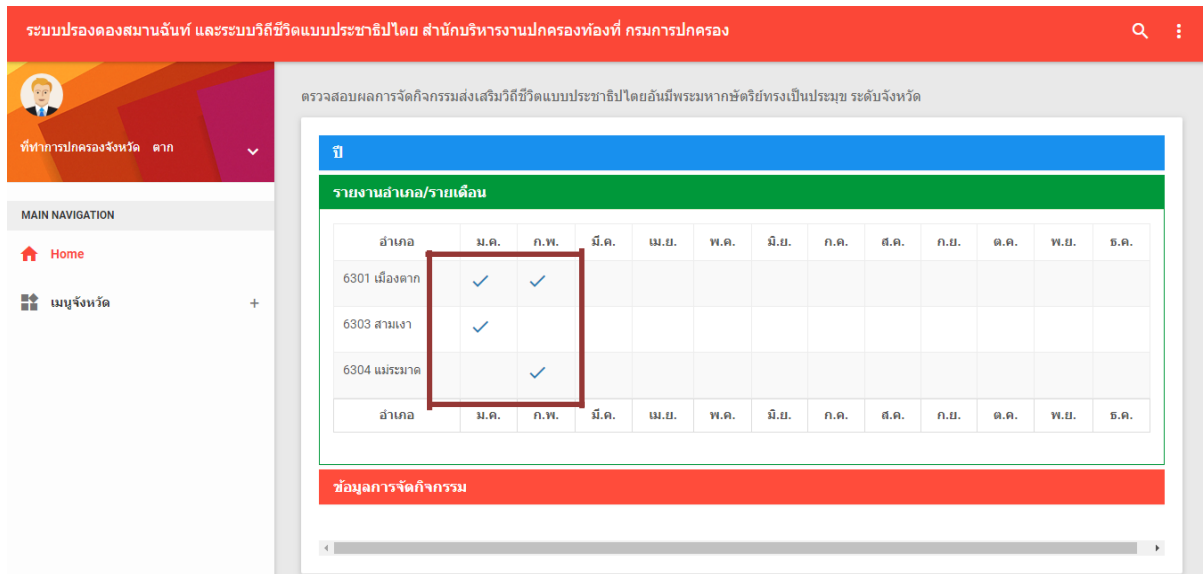 ระบบปรองดองสมานฉันท์ และระบบวิถีชีวิตแบบประชาธิปไตย สำนักบริหารงานปกครองท้องที่ กรมการปกครอง
ที่ทำการปกครองจังหวัด ตาก
MAIN NAVIGATION
Home
เมนูจังหวัด +
ตรวจสอบผลการจัดกิจกรรมส่งเสริมวิถีชีวิตแบบประชาธิปไตยอันมีพระมหากษัตริย์ทรงเป็นประมุข ระดับจังหวัด
ปี
รายงานอำเภอ/รายเดือน
อำเภอ ม.ค. ก.พ. มี.ค. เม.ย. พ.ค. มิ.ย. ก.ค. ส.ค. ก.ย. ต.ค. พ.ย. ธ.ค.
6301 เมืองตาก ✓ ✓
6303 สามเงา ✓
6304 แม่ระมาด ✓
อำเภอ ม.ค. ก.พ. มี.ค. เม.ย. พ.ค. มิ.ย. ก.ค. ส.ค. ก.ย. ต.ค. พ.ย. ธ.ค.
ข้อมูลการจัดกิจกรรม